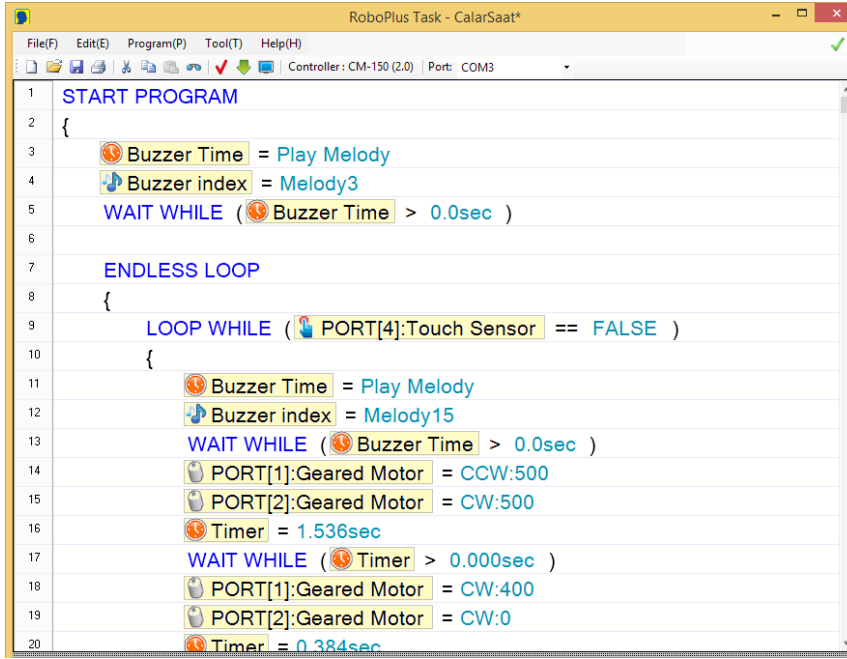 RoboPlus Task - CalarSaat*
File(F) Edit(E) Program(P) Tool(T) Help(H)
Controller : CM-150 (2.0) Port: COM3
1 START PROGRAM
2 {
3 Buzzer Time = Play Melody
4 Buzzer index = Melody3
5 WAIT WHILE ( Buzzer Time > 0.0sec )
6
7 ENDLESS LOOP
8 {
9 LOOP WHILE ( PORT[4]:Touch Sensor == FALSE )
10 {
11 Buzzer Time = Play Melody
12 Buzzer index = Melody15
13 WAIT WHILE ( Buzzer Time > 0.0sec )
14 PORT[1]:Geared Motor = CCW:500
15 PORT[2]:Geared Motor = CW:500
16 Timer = 1.536sec
17 WAIT WHILE ( Timer > 0.000sec )
18 PORT[1]:Geared Motor = CW:400
19 PORT[2]:Geared Motor = CW:0
20 Timer = 0.384sec